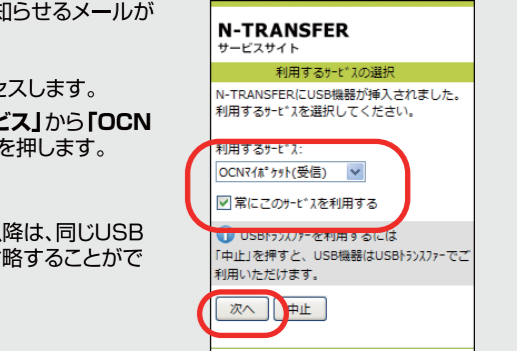 知らせるメールが
セスします。
ビス」から「OCN
を押します。
降は、同じUSB
略することがで
N-TRANSFER
サービスサイト
利用するｻｰﾋﾞｽの選択
N-TRANSFERにUSB機器が挿入されました。
利用するｻｰﾋﾞｽを選択してください。
利用するｻｰﾋﾞｽ:
OCNﾏｲﾎﾟｹｯﾄ(受信)
常にこのｻｰﾋﾞｽを利用する
USBﾄﾗﾝｽﾌｧｰを利用するには
「中止」を押すと、USB機器はUSBﾄﾗﾝｽﾌｧｰでご
利用いただけます。
次へ 中止